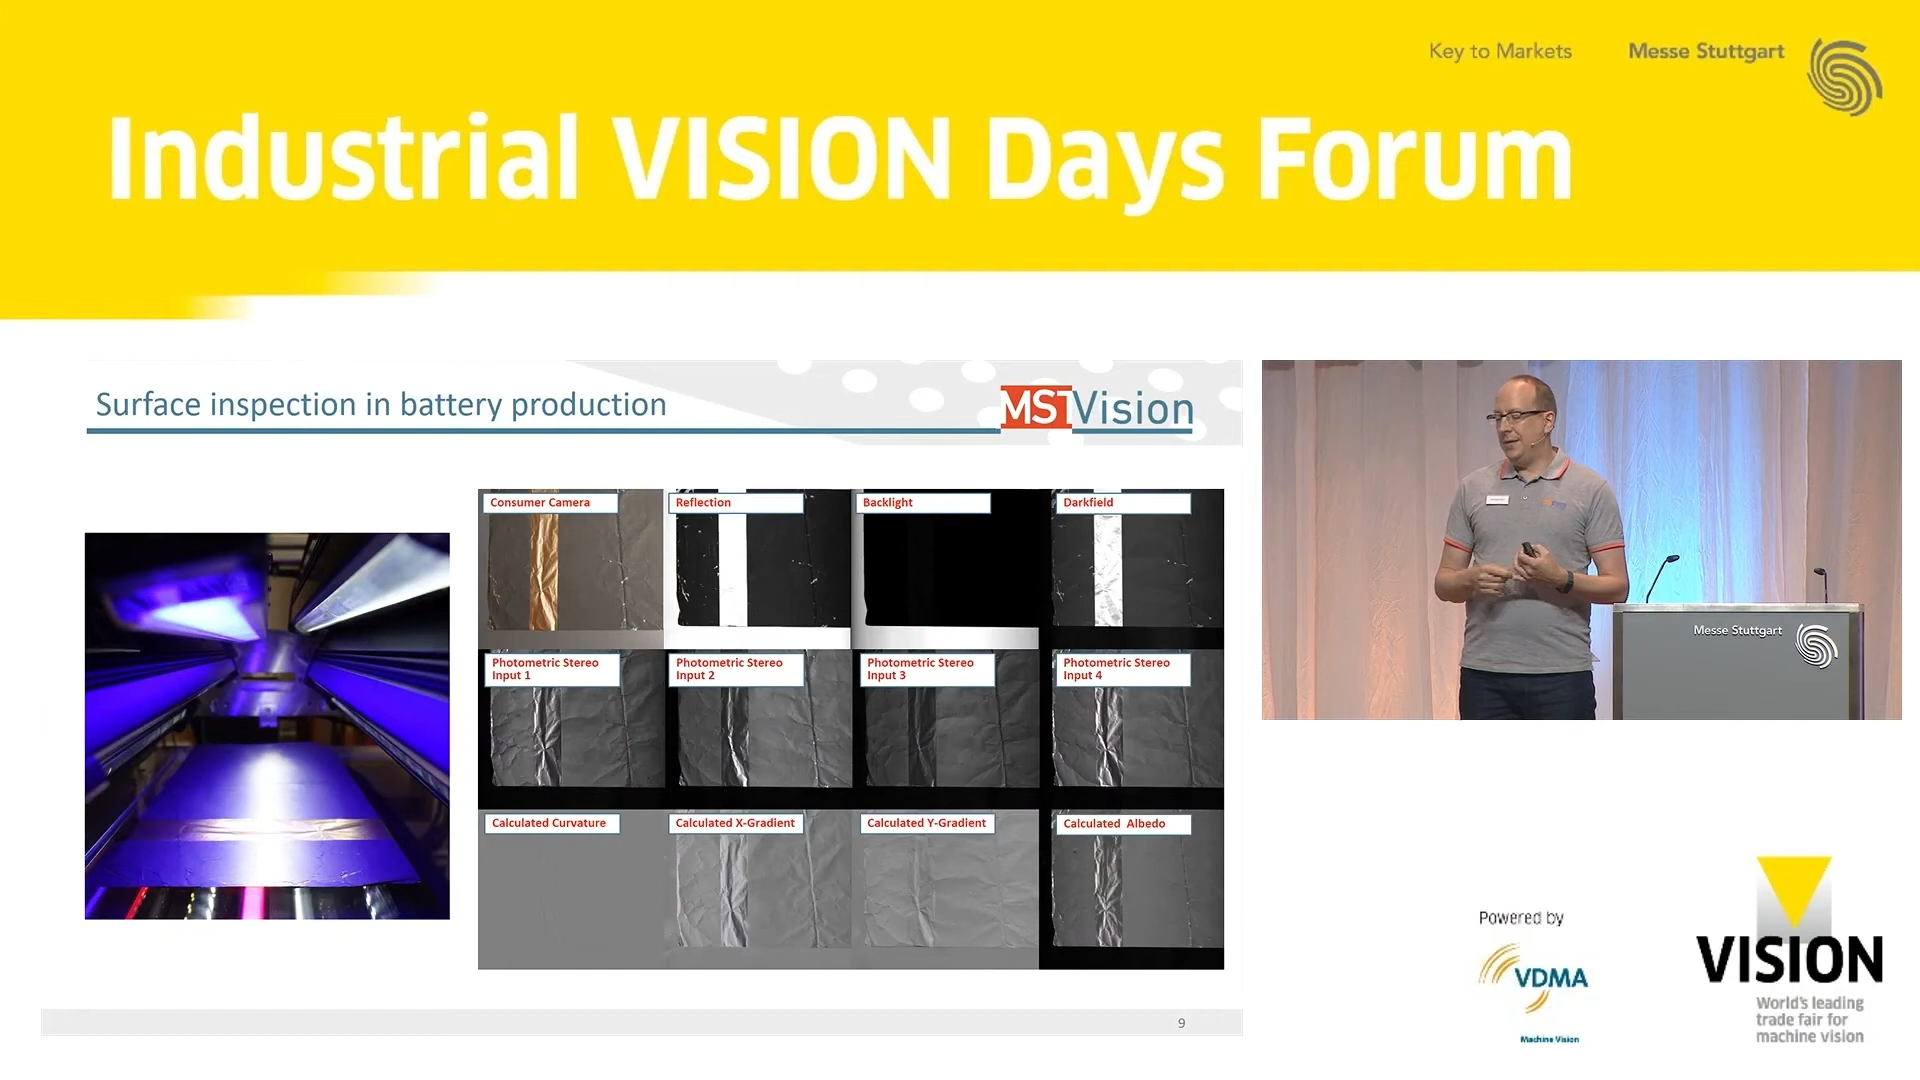 Key to Markets
Messe Stuttgart
Industrial VISION Days Forum
Surface inspection in battery production
MSTVision
Consumer Camera
Reflection
Backlight
Darkfield
Photometric Stereo
Input 1
Photometric Stereo
Input 2
Photometric Stereo
Input 3
Photometric Stereo
Input 4
Calculated Curvature
Calculated X-Gradient
Calculated Y-Gradient
Calculated Albedo
9
Messe Stuttgart
Powered by
VDMA
Machine Vision
VISION
World's leading
trade fair for
machine vision